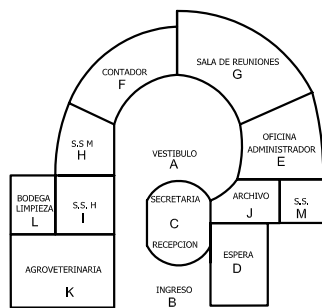 SALA DE REUNIONES
G
CONTADOR
F
S.S M
H
VESTIBULO
A
OFICINA
ADMINISTRADOR
E
BODEGA
LIMPIEZA
L
S.S. H
I
SECRETARIA
C
RECEPCION
ARCHIVO
J
S.S.
M
AGROVETERINARIA
K
ESPERA
D
INGRESO
B